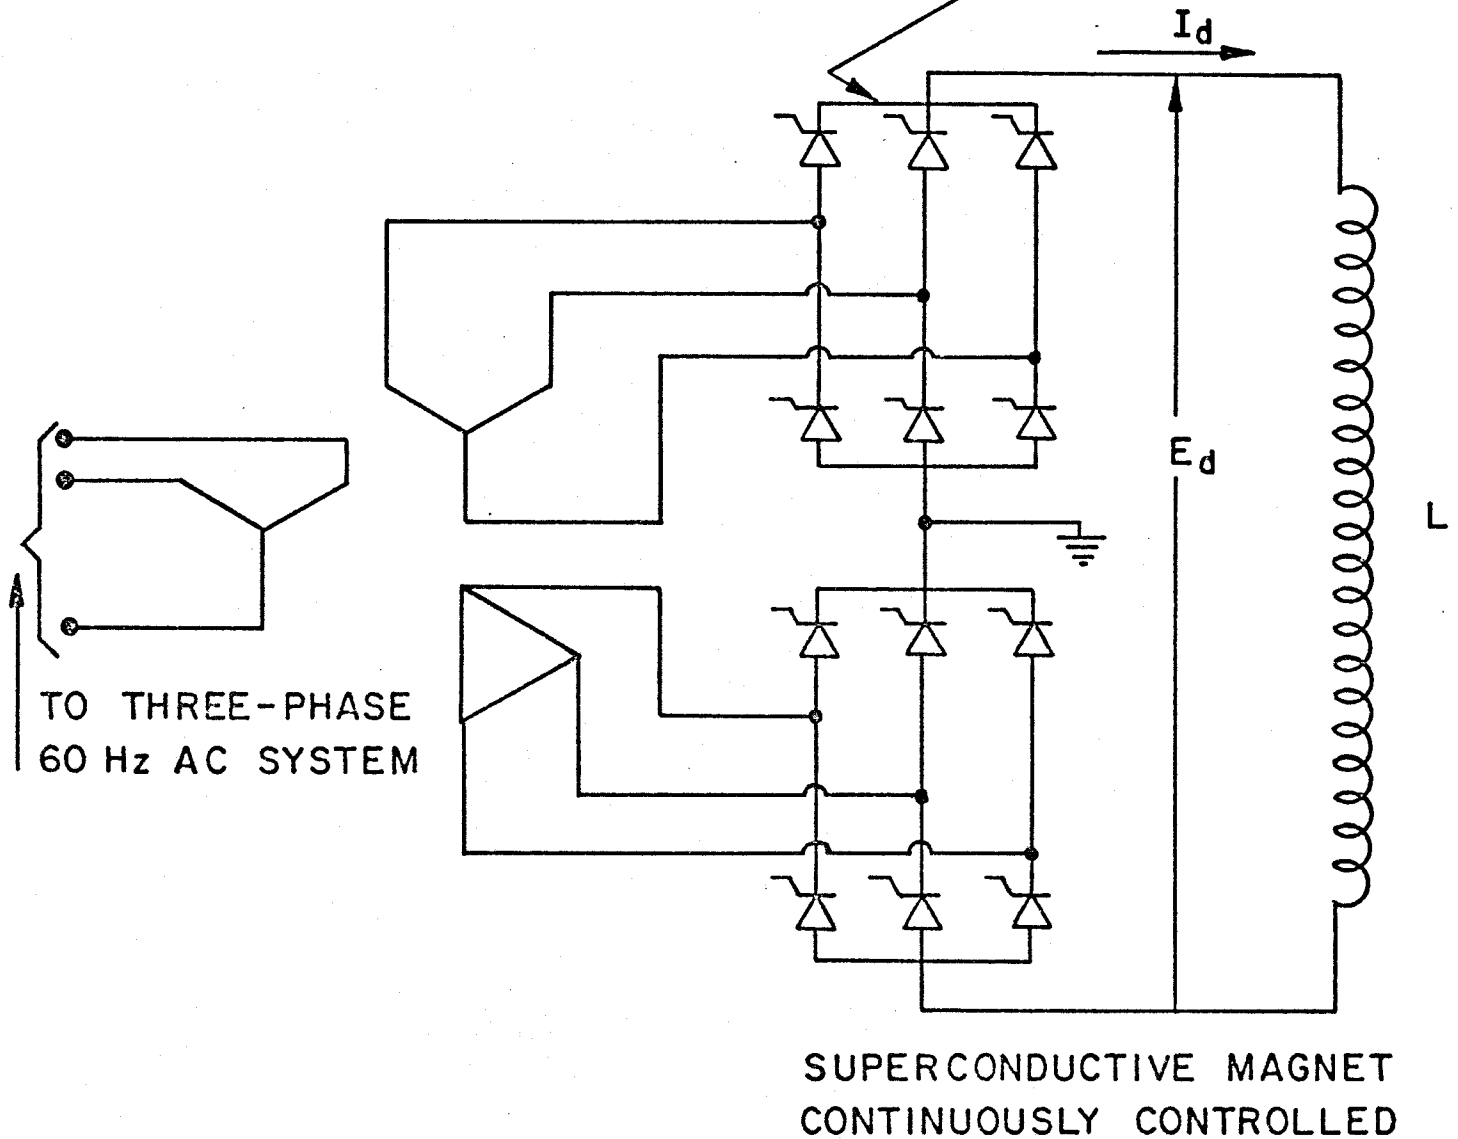 I_d
E_d
L
TO THREE-PHASE
60 Hz AC SYSTEM
SUPERCONDUCTIVE MAGNET
CONTINUOUSLY CONTROLLED